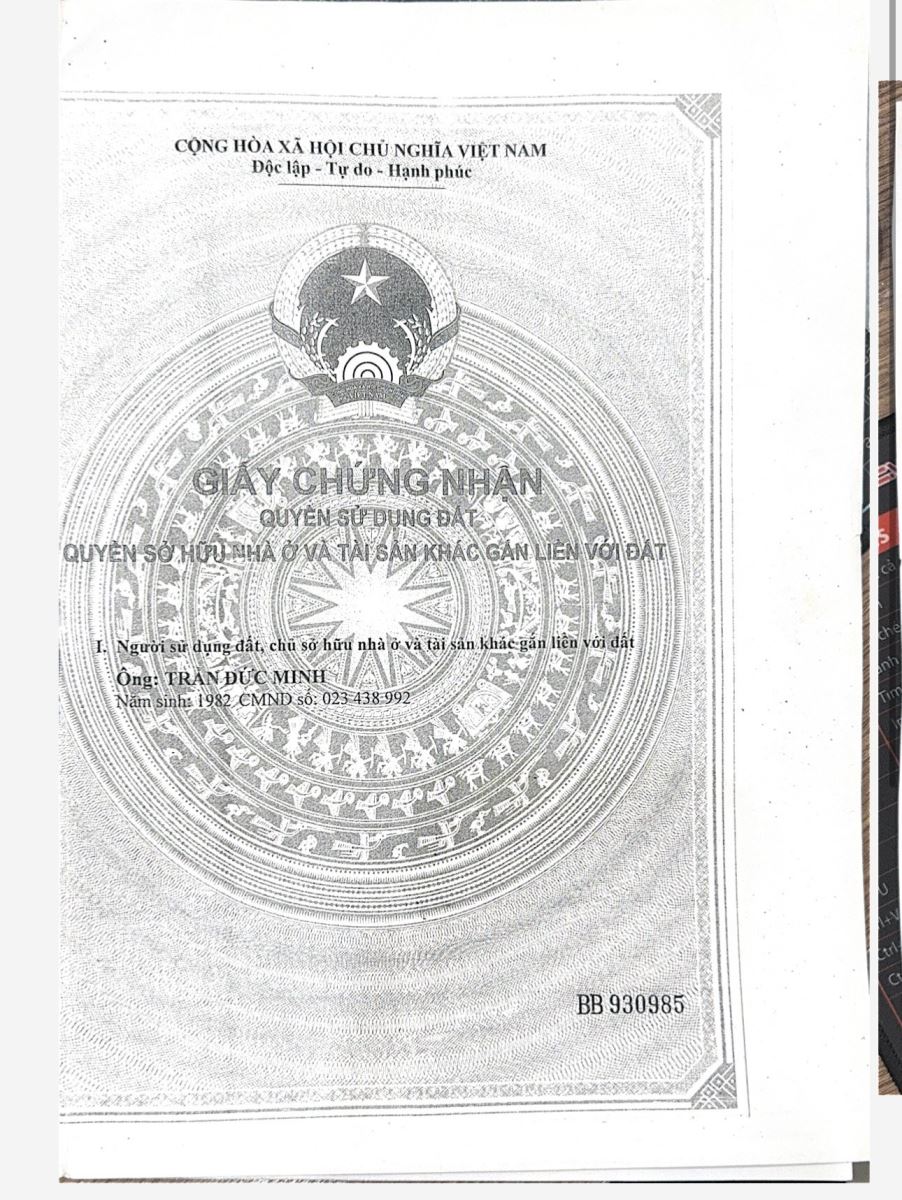 CỘNG HÒA XÃ HỘI CHỦ NGHĨA VIỆT NAM
Độc lập - Tự do - Hạnh phúc
VIỆT NAM
GIẤY CHỨNG NHẬN
QUYỀN SỬ DỤNG ĐẤT
QUYỀN SỞ HỮU NHÀ Ở VÀ TÀI SẢN KHÁC GẮN LIỀN VỚI ĐẤT
I. Người sử dụng đất, chủ sở hữu nhà ở và tài sản khác gắn liền với đất
Ông: TRẦN ĐỨC MINH
Năm sinh: 1982 CMND số: 023 438 992
BB 930985